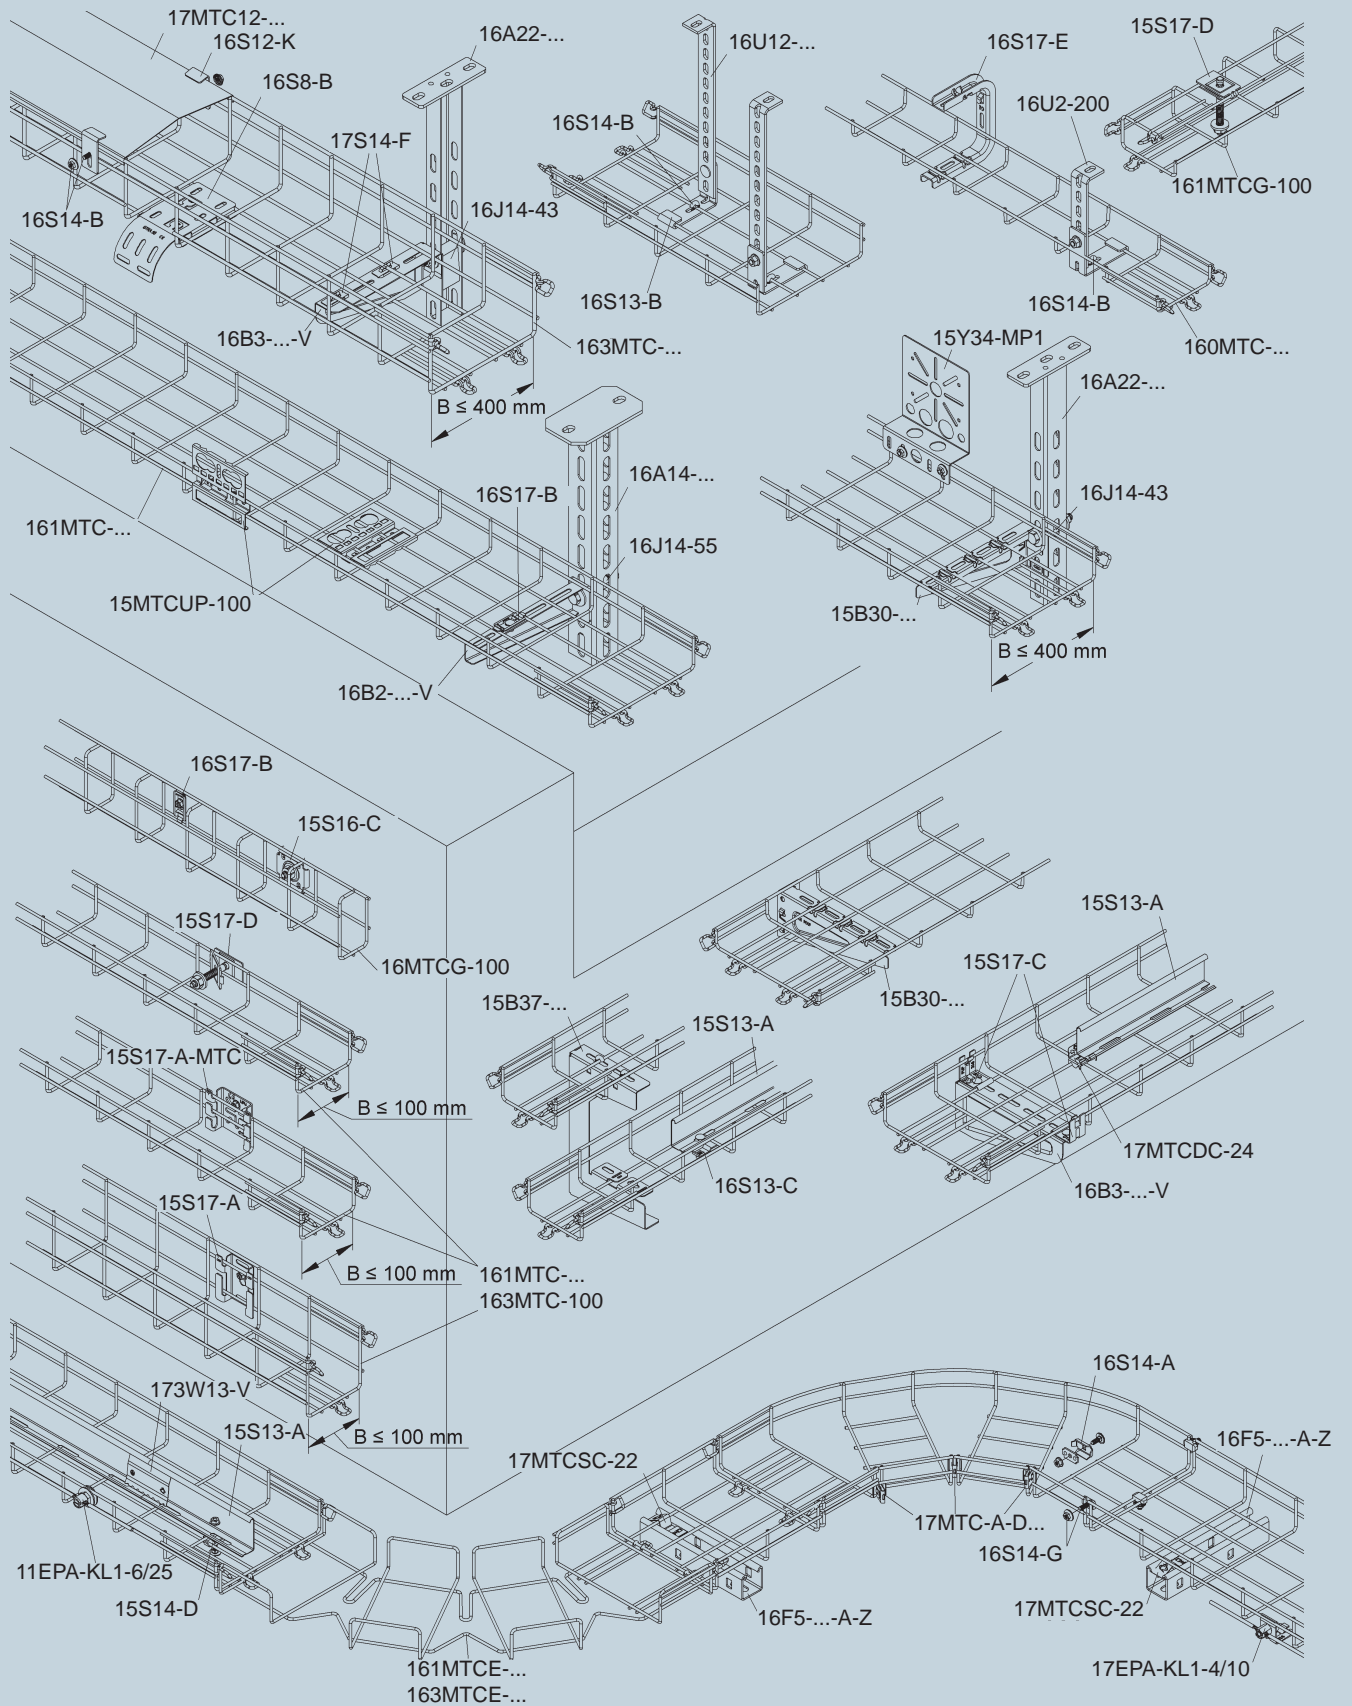 17MTC12-...
16S12-K
16S8-B
16A22-...
17S14-F
16J14-43
16S14-B
16B3-...-V
163MTC-...
B ≤ 400 mm
16U12-...
16S14-B
16S13-B
16S17-E
15S17-D
16U2-200
161MTCG-100
16S14-B
160MTC-...
15Y34-MP1
16A22-...
16J14-43
15B30-...
B ≤ 400 mm
161MTC-...
15MTCUP-100
16S17-B
16A14-...
16J14-55
16B2-...-V
16S17-B
15S16-C
16MTCG-100
15S17-D
15S17-A-MTC
B ≤ 100 mm
15S17-A
B ≤ 100 mm
161MTC-...
163MTC-100
B ≤ 100 mm
15B30-...
15B37-...
15S13-A
16S13-C
15S13-A
15S17-C
17MTCDC-24
16B3-...-V
173W13-V
15S13-A
11EPA-KL1-6/25
15S14-D
161MTCE-...
163MTCE-...
17MTCSC-22
16F5-...-A-Z
16S14-A
17MTC-A-D...
16S14-G
16F5-...-A-Z
17MTCSC-22
17EPA-KL1-4/10